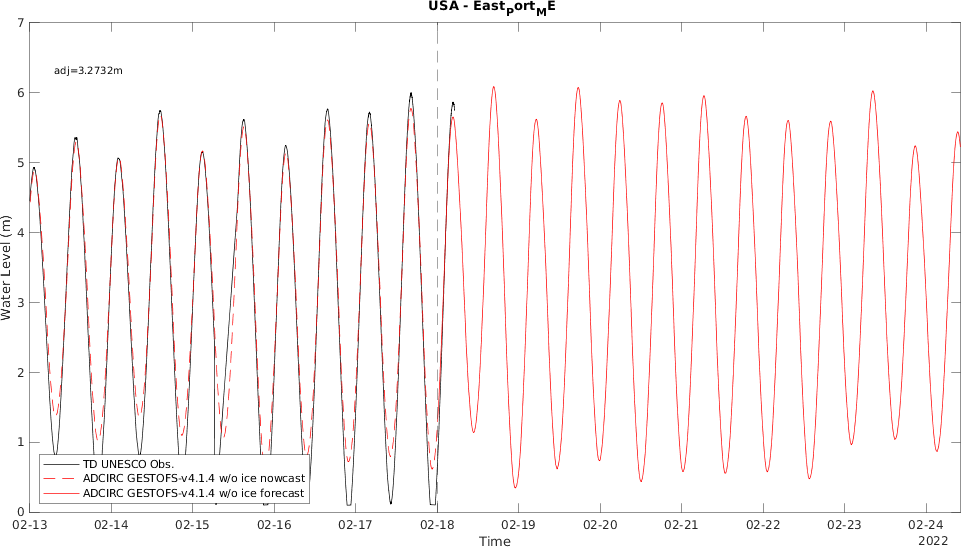 USA - EastPortME
7
adj=3.2732m
6
5
4
3
2
1
0
Water Level (m)
TD UNESCO Obs.
ADCIRC GESTOFS-v4.1.4 w/o ice nowcast
ADCIRC GESTOFS-v4.1.4 w/o ice forecast
02-13 02-14 02-15 02-16 02-17 02-18 02-19 02-20 02-21 02-22 02-23 02-24
Time
2022